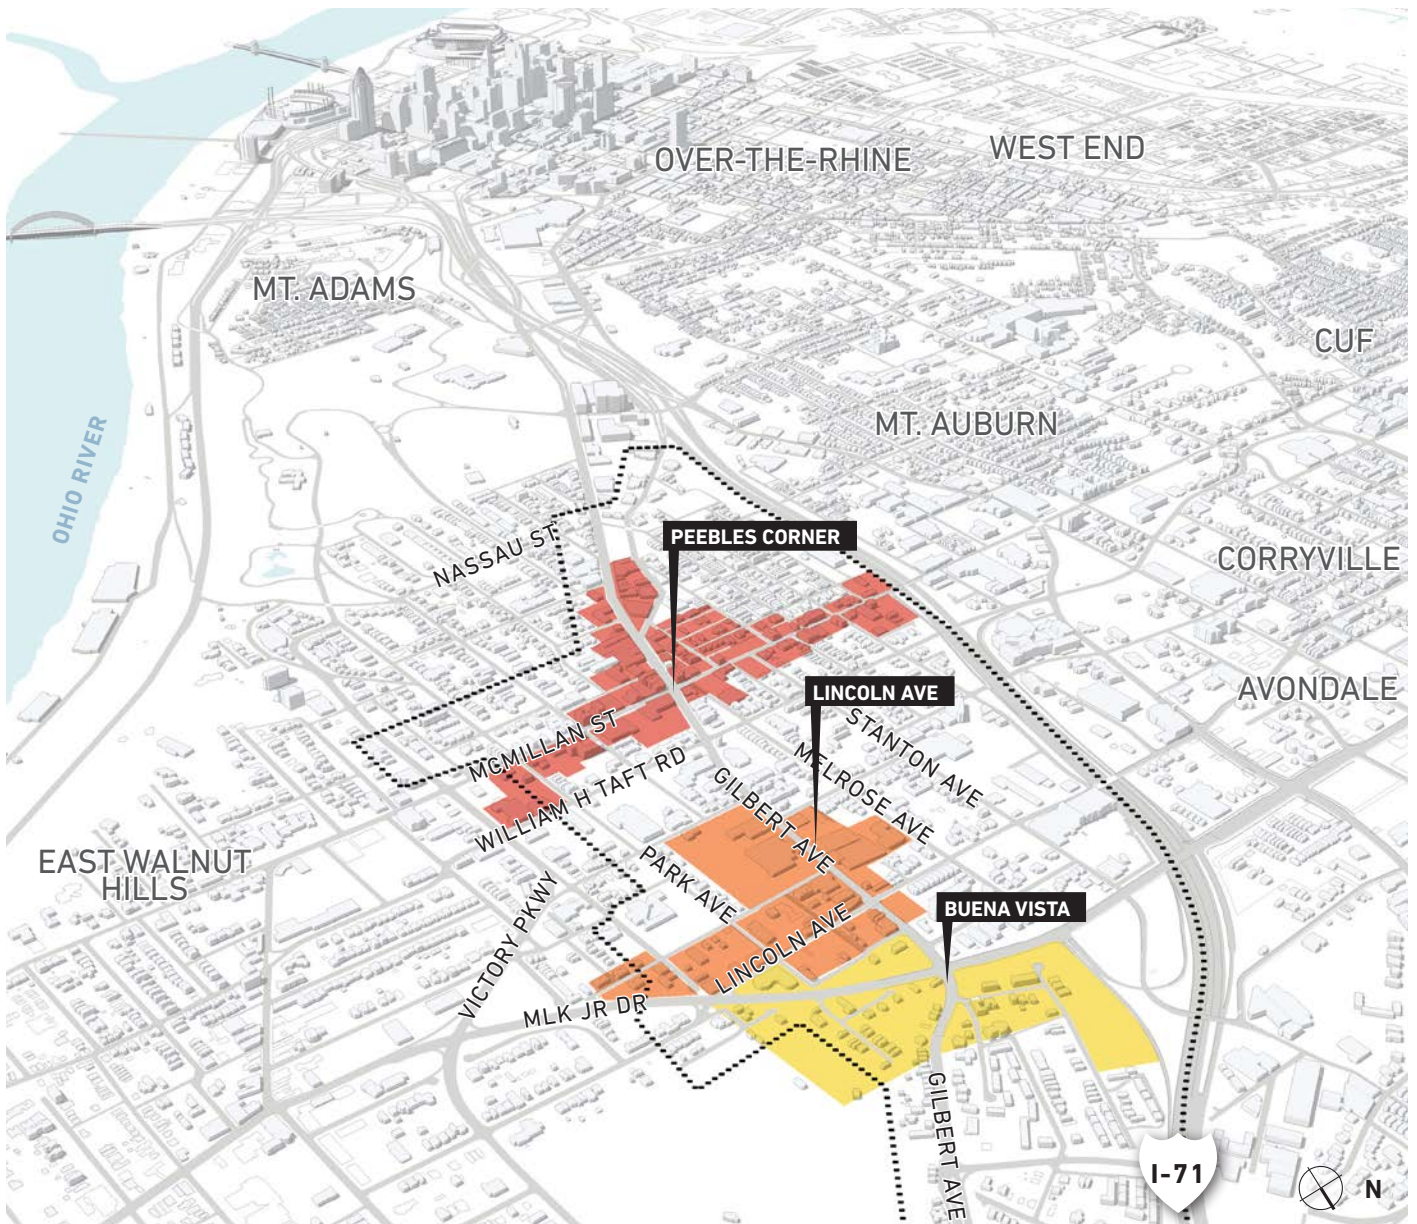 WEST END
OVER-THE-RHINE
MT. ADAMS
CUF
MT. AUBURN
OHIO RIVER
NASSAU ST
PEEBLES CORNER
CORRYVILLE
LINCOLN AVE
AVONDALE
STANTON AVE
MCMILLAN ST
MELROSE AVE
WILLIAM H TAFT RD
GILBERT AVE
EAST WALNUT
HILLS
PARK AVE
BUENA VISTA
VICTORY PKWY
LINCOLN AVE
MLK JR DR
GILBERT AVE
I-71
N